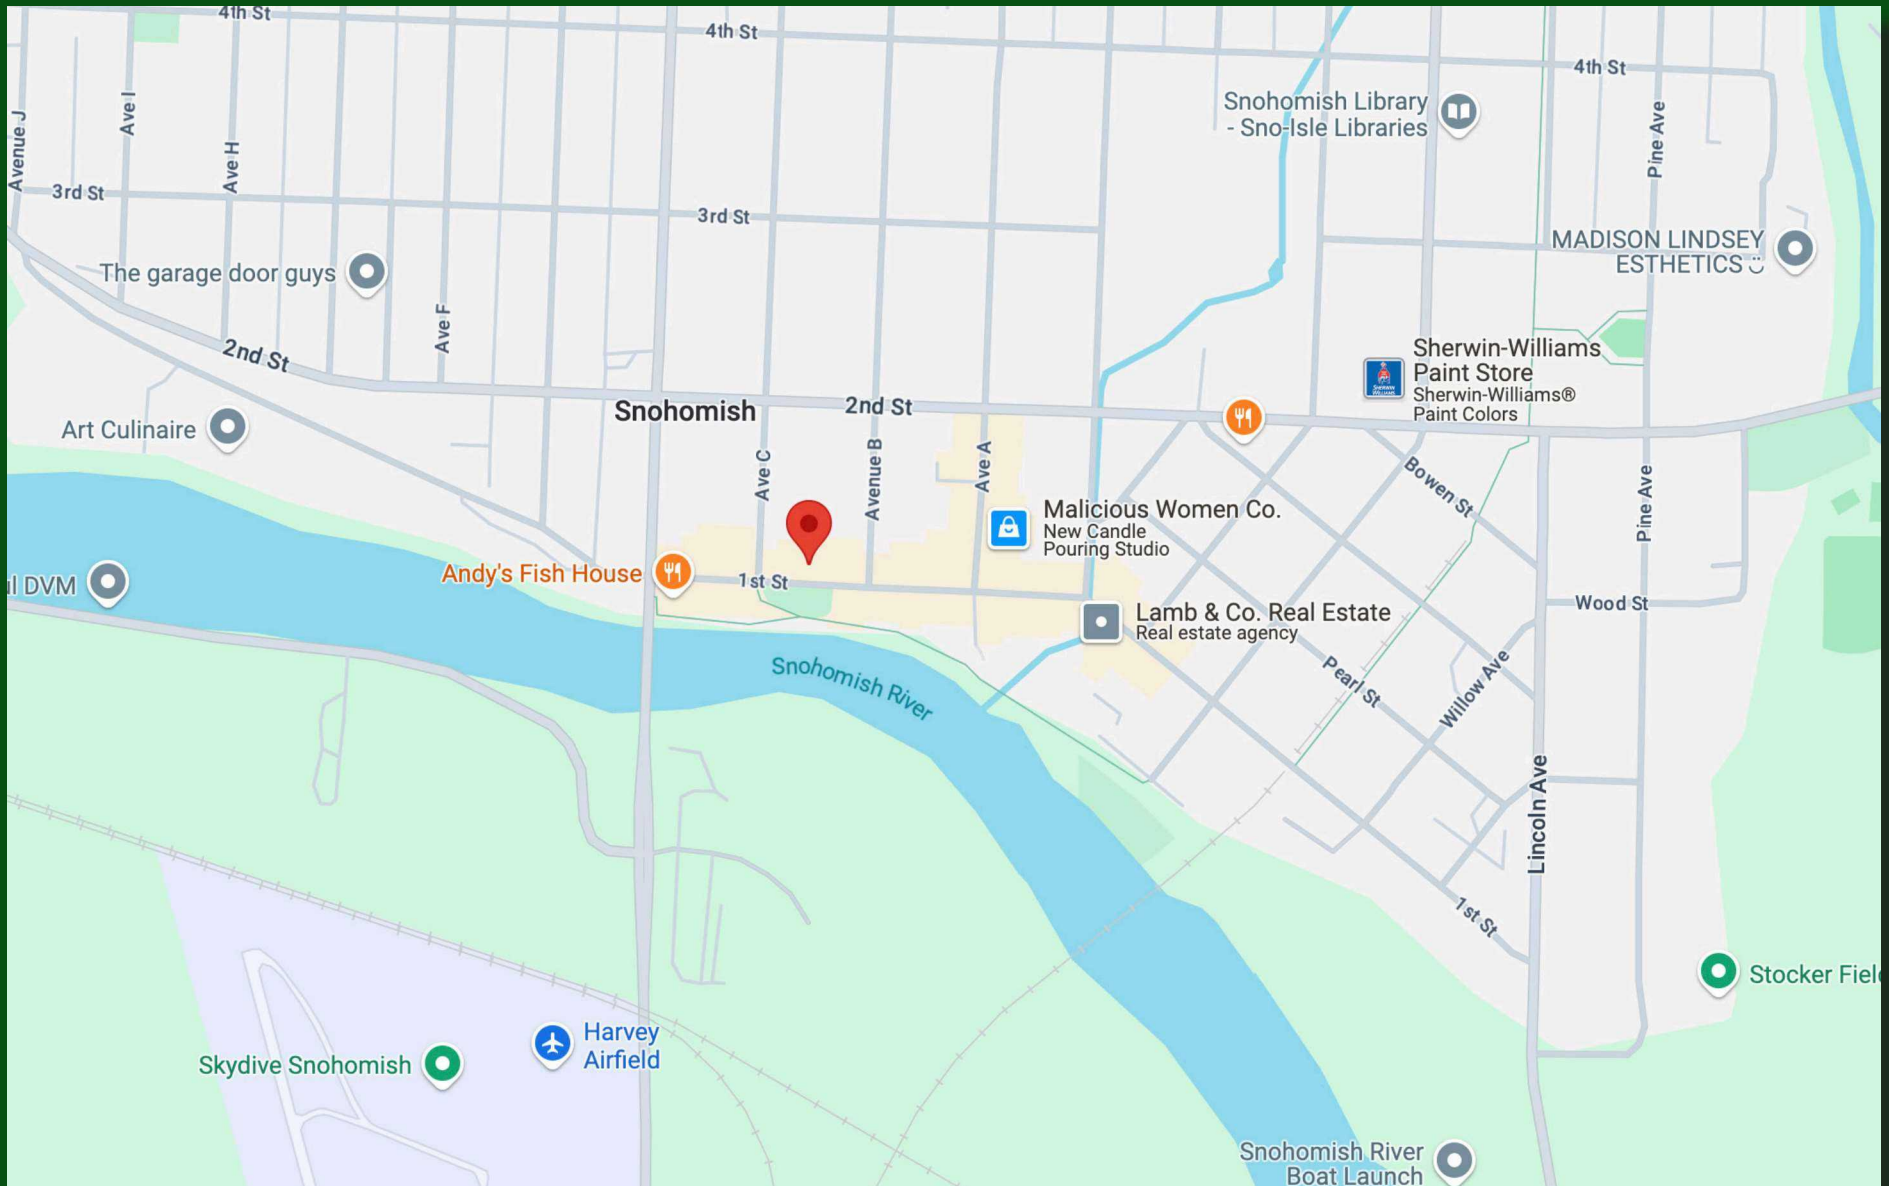 4th St
4th St
4th St
Avenue J
Ave I
Ave H
Pine Ave
Snohomish Library
- Sno-Isle Libraries
3rd St
3rd St
MADISON LINDSEY
ESTHETICS
The garage door guys
Ave F
2nd St
Sherwin-Williams
Paint Store
Sherwin-Williams®
Paint Colors
SHERWIN
WILLIAMS
Snohomish
2nd St
Art Culinaire
Ave C
Avenue B
Ave A
Bowen St
Pine Ave
Malicious Women Co.
New Candle
Pouring Studio
Andy's Fish House
1st St
DVM
Wood St
Lamb & Co. Real Estate
Real estate agency
Snohomish River
Pearl St
Willow Ave
Lincoln Ave
1st St
Stocker Field
Harvey
Airfield
Skydive Snohomish
Snohomish River
Boat Launch